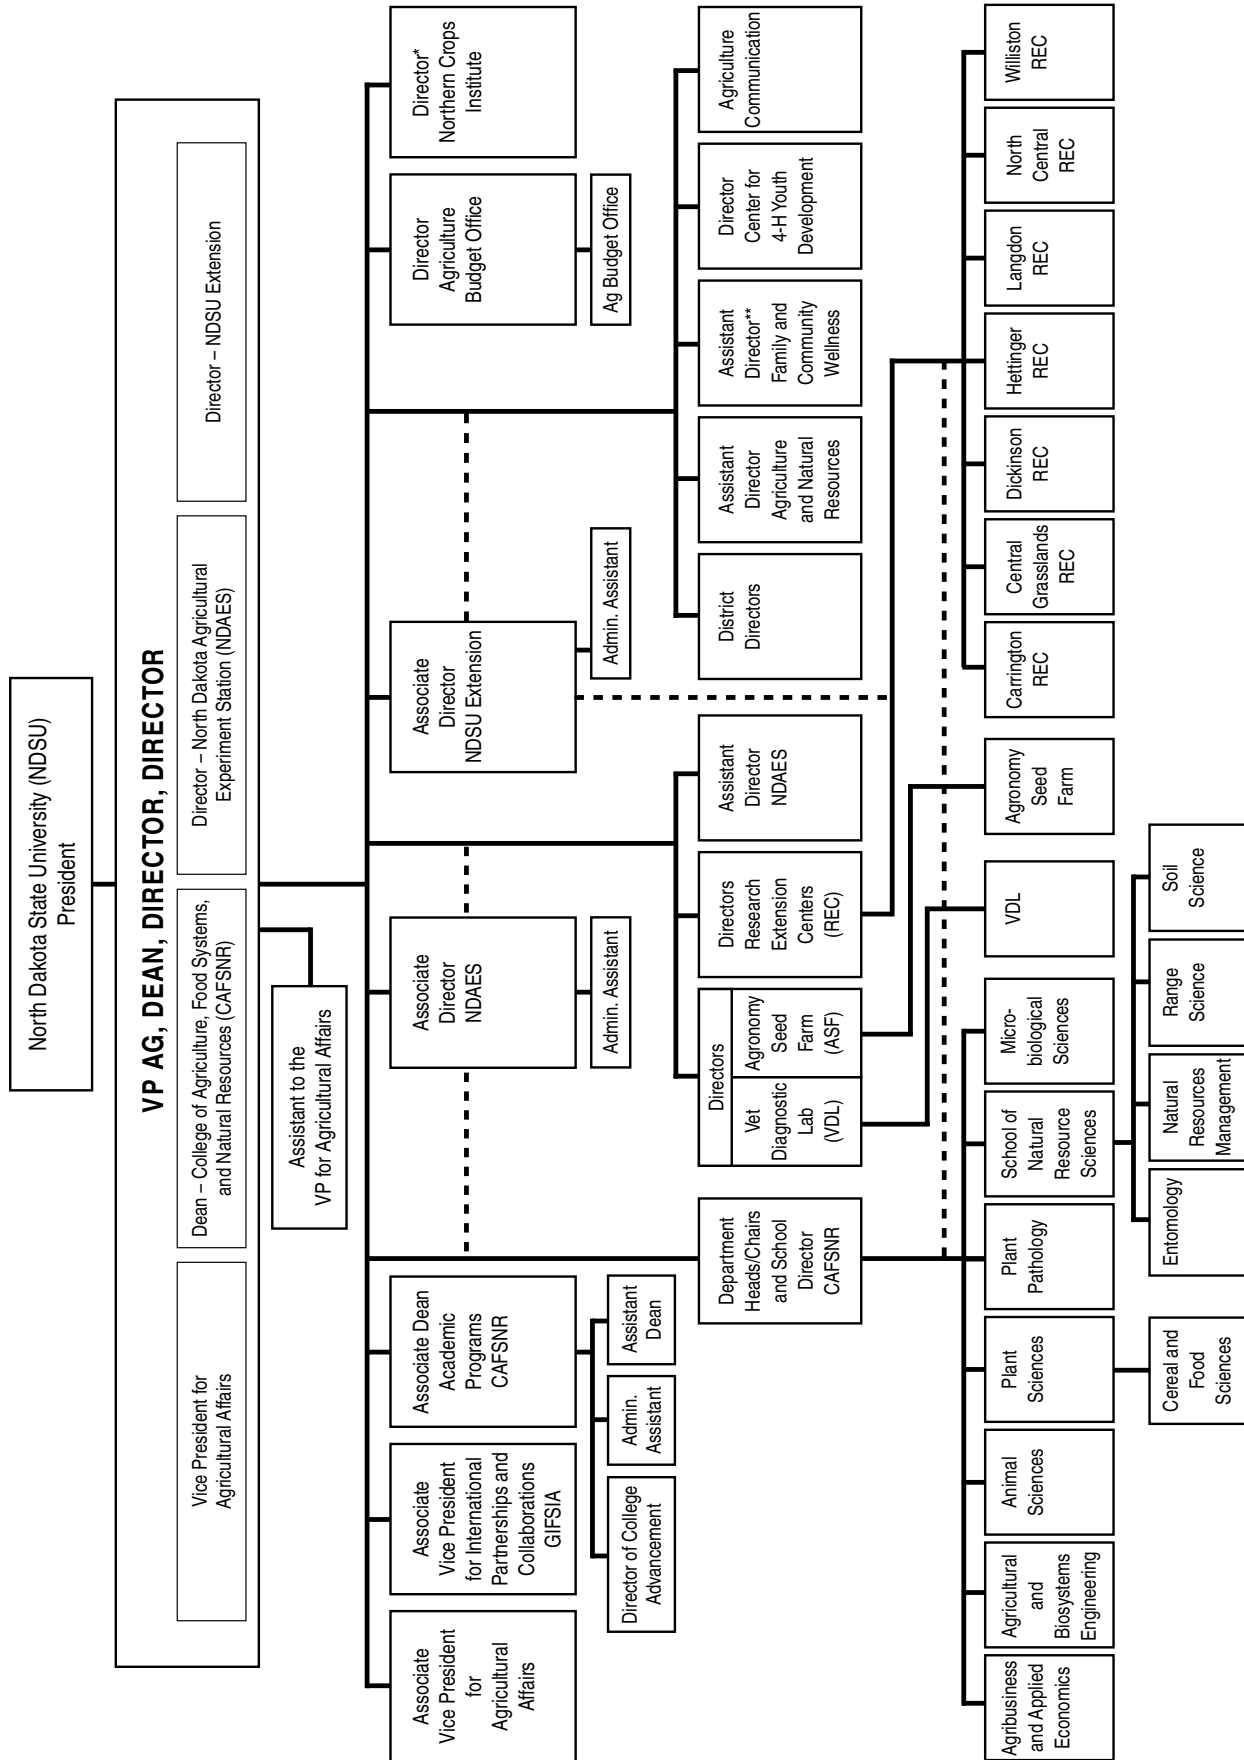 North Dakota State University (NDSU)
President
VP AG, DEAN, DIRECTOR, DIRECTOR
Vice President for
Agricultural Affairs
Dean – College of Agriculture, Food Systems,
and Natural Resources (CAFSNR)
Director – North Dakota Agricultural
Experiment Station (NDAES)
Director – NDSU Extension
Assistant to the
VP for Agricultural Affairs
Associate
Vice President
for
Agricultural
Affairs
Associate
Vice President
for International
Partnerships and
Collaborations
GIFSIA
Associate Dean
Academic
Programs
CAFSNR
Associate
Director
NDAES
Associate
Director
NDSU Extension
Director
Agriculture
Budget Office
Director*
Northern Crops
Institute
Director of College
Advancement
Admin.
Assistant
Assistant
Dean
Admin. Assistant
Admin. Assistant
Ag Budget Office
Department
Heads/Chairs
and School
Director
CAFSNR
Directors
Vet
Diagnostic
Lab
(VDL)
Agronomy
Seed
Farm
(ASF)
Directors
Research
Extension
Centers
(REC)
Assistant
Director
NDAES
District
Directors
Assistant
Director
Agriculture
and Natural
Resources
Assistant
Director**
Family and
Community
Wellness
Director
Center for
4-H Youth
Development
Agriculture
Communication
Agribusiness
and Applied
Economics
Agricultural
and
Biosystems
Engineering
Animal
Sciences
Plant
Sciences
Plant
Pathology
School of
Natural
Resource
Sciences
Micro-
biological
Sciences
VDL
Agronomy
Seed
Farm
Carrington
REC
Central
Grasslands
REC
Dickinson
REC
Hettinger
REC
Langdon
REC
North
Central
REC
Williston
REC
Cereal and
Food
Sciences
Entomology
Natural
Resources
Management
Range
Science
Soil
Science